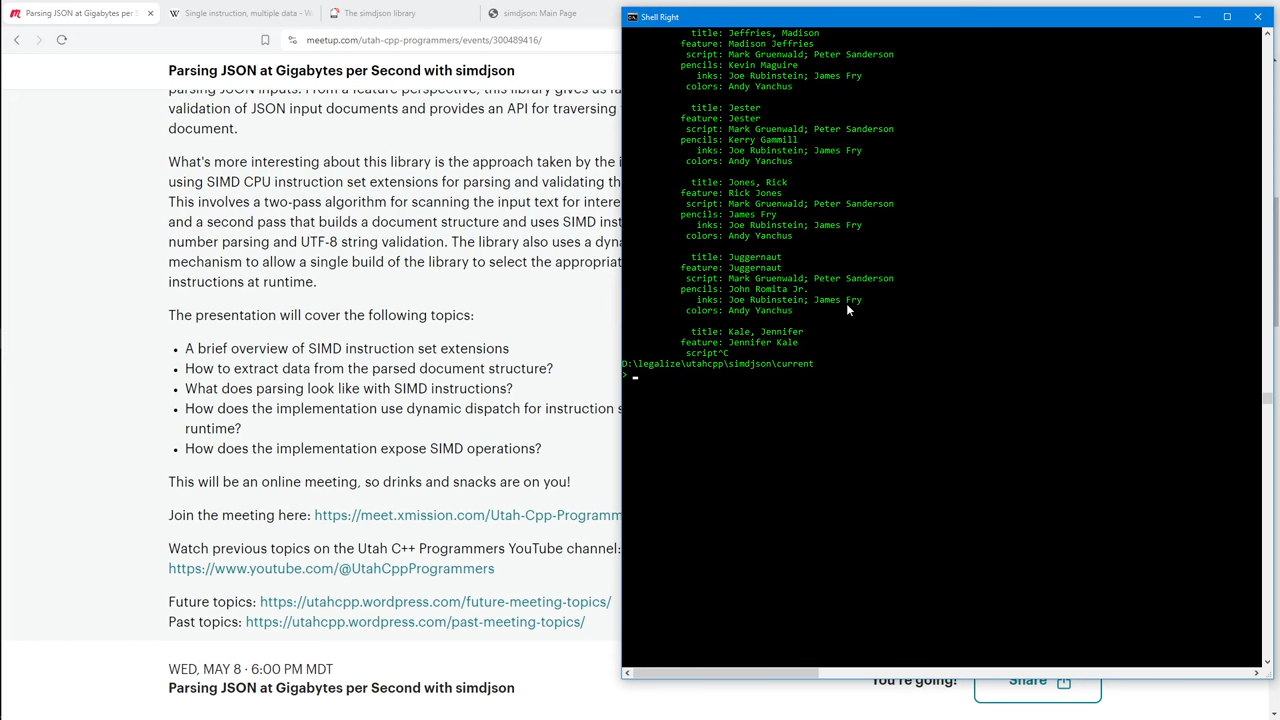 Parsing JSON at Gigabytes per S
Single instruction, multiple data - W
The simdjson library
simdjson: Main Page
meetup.com/utah-cpp-programmers/events/300489416/
Parsing JSON at Gigabytes per Second with simdjson
parsing JSON inputs. From a feature perspective, this library gives us
validation of JSON input documents and provides an API for traversing
document.
What's more interesting about this library is the approach taken by the
using SIMD CPU instruction set extensions for parsing and validating
This involves a two-pass algorithm for scanning the input text for
and a second pass that builds a document structure and uses SIMD
number parsing and UTF-8 string validation. The library also uses a
mechanism to allow a single build of the library to select the
instructions at runtime.
The presentation will cover the following topics:
• A brief overview of SIMD instruction set extensions
• How to extract data from the parsed document structure?
• What does parsing look like with SIMD instructions?
• How does the implementation use dynamic dispatch for instruction
runtime?
• How does the implementation expose SIMD operations?
This will be an online meeting, so drinks and snacks are on you!
Join the meeting here: https://meet.xmission.com/Utah-Cpp-Programm
Watch previous topics on the Utah C++ Programmers YouTube channel:
https://www.youtube.com/@UtahCppProgrammers
Future topics: https://utahcpp.wordpress.com/future-meeting-topics/
Past topics: https://utahcpp.wordpress.com/past-meeting-topics/
WED, MAY 8 · 6:00 PM MDT
Parsing JSON at Gigabytes per Second with simdjson
You're going!
Share
Shell Right
title: Jeffries, Madison
feature: Madison Jeffries
script: Mark Gruenwald; Peter Sanderson
pencils: Kevin Maguire
inks: Joe Rubinstein; James Fry
colors: Andy Yanchus
title: Jester
feature: Jester
script: Mark Gruenwald; Peter Sanderson
pencils: Kerry Gammill
inks: Joe Rubinstein; James Fry
colors: Andy Yanchus
title: Jones, Rick
feature: Rick Jones
script: Mark Gruenwald; Peter Sanderson
pencils: James Fry
inks: Joe Rubinstein; James Fry
colors: Andy Yanchus
title: Juggernaut
feature: Juggernaut
script: Mark Gruenwald; Peter Sanderson
pencils: John Romita Jr.
inks: Joe Rubinstein; James Fry
colors: Andy Yanchus
title: Kale, Jennifer
feature: Jennifer Kale
script^C
D:\legalize\utahcpp\simdjson\current
>